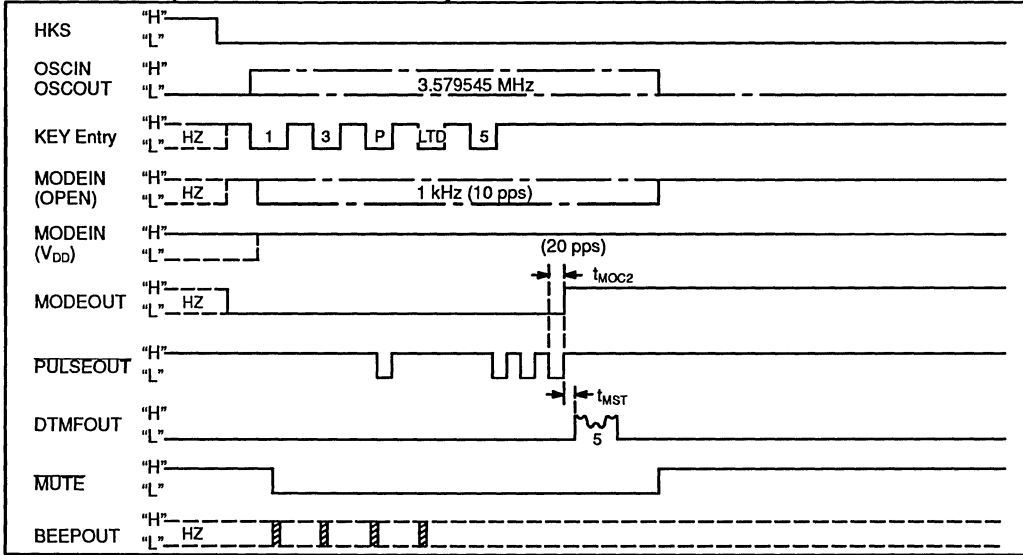 HKS "H" "L"
OSCIN "H"
OSCOUT "L" 3.579545 MHz
KEY Entry "H" "L" HZ 1 3 P LTD 5
MODEIN "H"
(OPEN) "L" HZ 1 kHz (10 pps)
MODEIN "H"
(VDD) "L"
(20 pps)
tMOC2
MODEOUT "H" "L" HZ
PULSEOUT "H" "L"
tMST
DTMFOUT "H" "L"
5
MUTE "H" "L"
BEEPOUT "H" "L" HZ